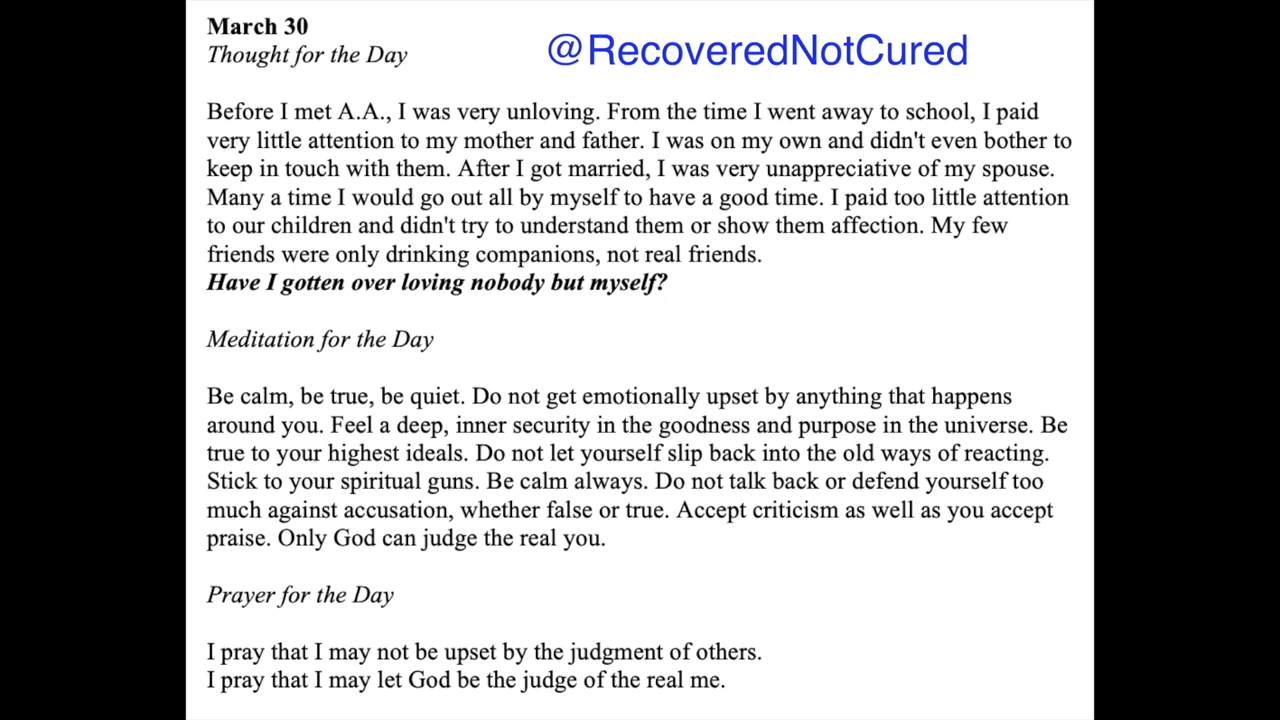 March 30
Thought for the Day
@RecoveredNotCured
Before I met A.A., I was very unloving. From the time I went away to school, I paid
very little attention to my mother and father. I was on my own and didn't even bother to
keep in touch with them. After I got married, I was very unappreciative of my spouse.
Many a time I would go out all by myself to have a good time. I paid too little attention
to our children and didn't try to understand them or show them affection. My few
friends were only drinking companions, not real friends.
Have I gotten over loving nobody but myself?
Meditation for the Day
Be calm, be true, be quiet. Do not get emotionally upset by anything that happens
around you. Feel a deep, inner security in the goodness and purpose in the universe. Be
true to your highest ideals. Do not let yourself slip back into the old ways of reacting.
Stick to your spiritual guns. Be calm always. Do not talk back or defend yourself too
much against accusation, whether false or true. Accept criticism as well as you accept
praise. Only God can judge the real you.
Prayer for the Day
I pray that I may not be upset by the judgment of others.
I pray that I may let God be the judge of the real me.